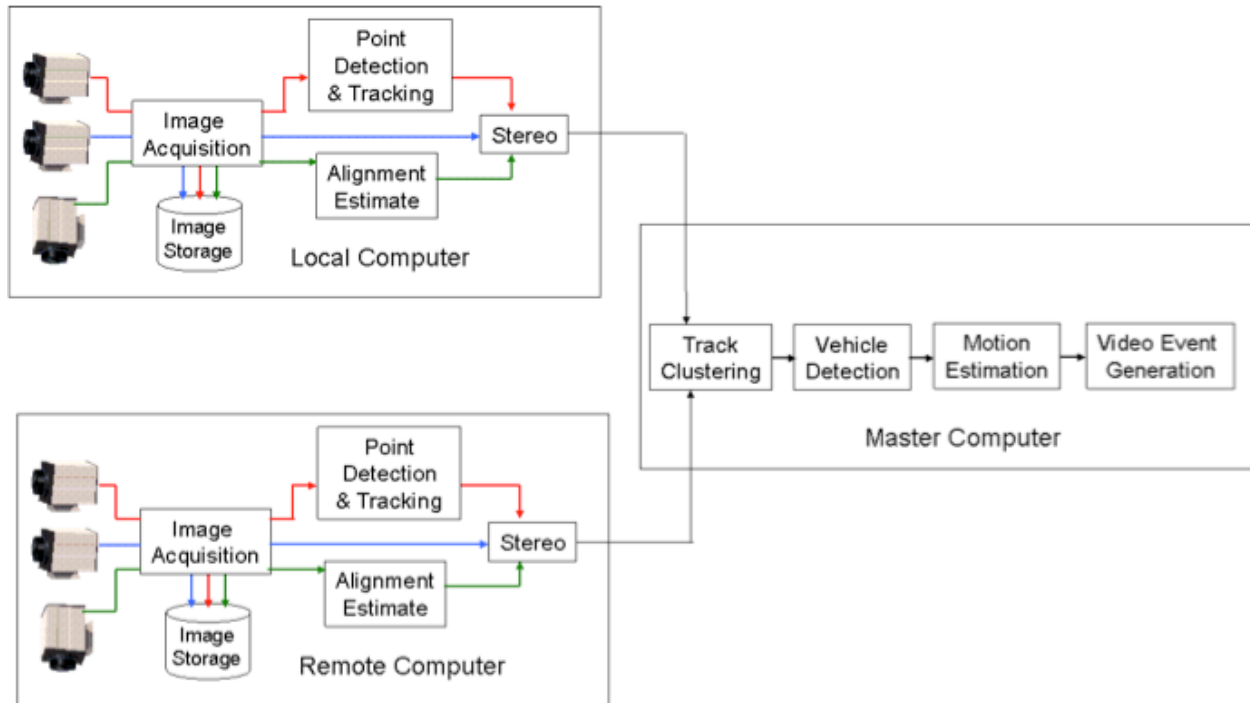 Point
Detection
& Tracking
Image
Acquisition
Stereo
Alignment
Estimate
Image
Storage
Local Computer
Track
Clustering
Vehicle
Detection
Motion
Estimation
Video Event
Generation
Master Computer
Point
Detection
& Tracking
Image
Acquisition
Stereo
Alignment
Estimate
Image
Storage
Remote Computer